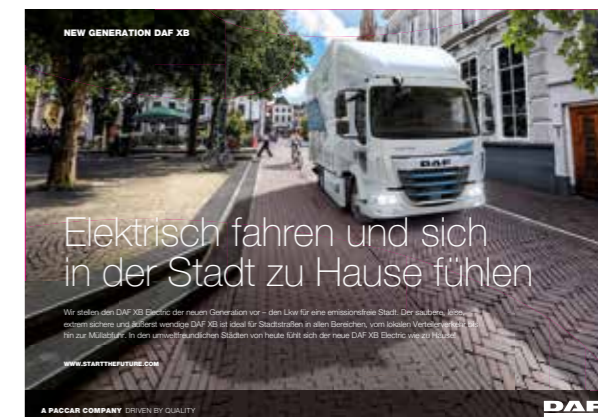 NEW GENERATION DAF XB
DAF
Elektrisch fahren und sich
in der Stadt zu Hause fühlen
Wir stellen den DAF XB Electric der neuen Generation vor – den Lkw für eine emissionsfreie Stadt. Der saubere, leise,
extrem sichere und äußerst wendige DAF XB ist ideal für Stadtstraßen in allen Bereichen, vom lokalen Verteilerverkehr bis
hin zur Müllabfuhr. In den umweltfreundlichen Städten von heute fühlt sich der neue DAF XB Electric wie zu Hause!
WWW.STARTTHEFUTURE.COM
A PACCAR COMPANY DRIVEN BY QUALITY
DAF